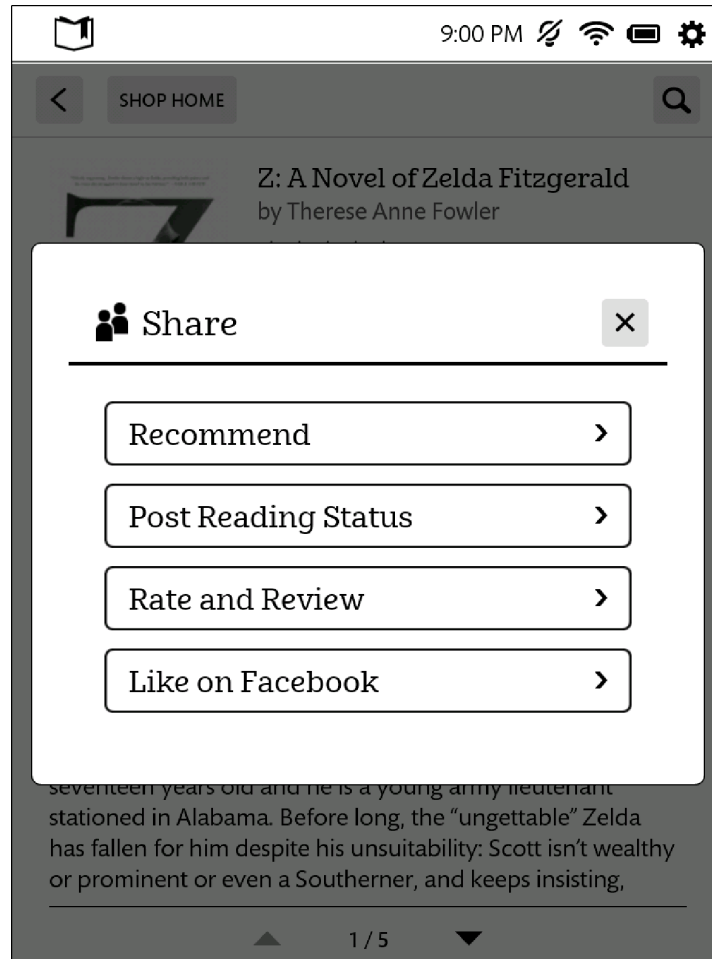 9:00 PM
SHOP HOME
Z: A Novel of Zelda Fitzgerald
by Therese Anne Fowler
Share
Recommend
Post Reading Status
Rate and Review
Like on Facebook
seventeen years old and he is a young army lieutenant
stationed in Alabama. Before long, the “ungettable” Zelda
has fallen for him despite his unsuitability: Scott isn’t wealthy
or prominent or even a Southerner, and keeps insisting,
1 / 5